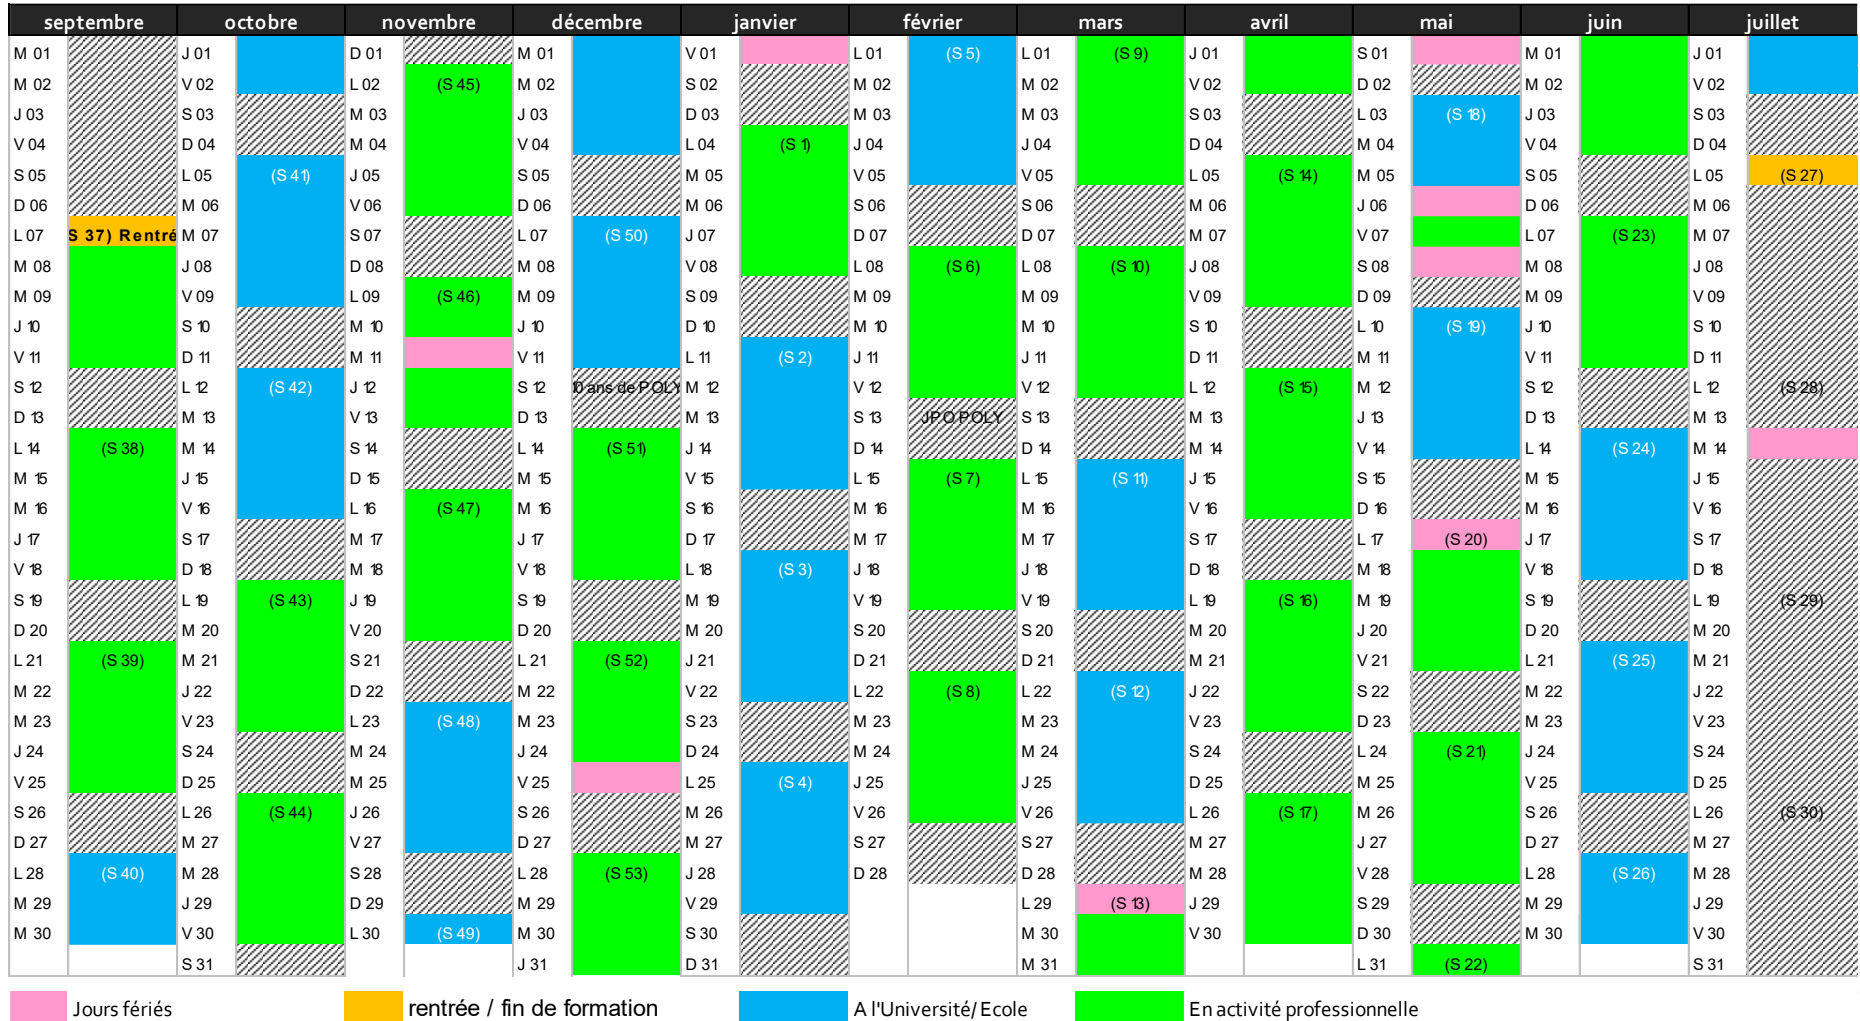 septembre octobre novembre décembre janvier février mars avril mai juin juillet
M 01 J 01 D 01 M 01 V 01 L 01 (S 5) L 01 (S 9) J 01 S 01 M 01 J 01
M 02 V 02 L 02 (S 45) M 02 S 02 M 02 M 02 V 02 D 02 M 02 V 02
J 03 S 03 M 03 J 03 D 03 M 03 M 03 S 03 L 03 (S 18) J 03 S 03
V 04 D 04 M 04 V 04 L 04 (S 1) J 04 J 04 D 04 M 04 V 04 D 04
S 05 L 05 (S 41) J 05 S 05 M 05 V 05 V 05 L 05 (S 14) M 05 S 05 L 05 (S 27)
D 06 M 06 V 06 D 06 M 06 S 06 S 06 M 06 J 06 D 06 M 06
L 07 S 37) Rentré M 07 S 07 L 07 (S 50) J 07 D 07 D 07 M 07 V 07 L 07 (S 23) M 07
M 08 J 08 D 08 M 08 V 08 L 08 (S 6) L 08 (S 10) J 08 S 08 M 08 J 08
M 09 V 09 L 09 (S 46) M 09 S 09 M 09 M 09 V 09 D 09 M 09 V 09
J 10 S 10 M 10 J 10 D 10 M 10 M 10 S 10 L 10 (S 19) J 10 S 10
V 11 D 11 M 11 V 11 L 11 (S 2) J 11 J 11 D 11 M 11 V 11 D 11
S 12 L 12 (S 42) J 12 S 12 0 ans de POLY M 12 V 12 V 12 L 12 (S 15) M 12 S 12 L 12 (S 28)
D 13 M 13 V 13 D 13 M 13 S 13 JPO POLY S 13 M 13 J 13 D 13 M 13
L 14 (S 38) M 14 S 14 L 14 (S 51) J 14 D 14 D 14 M 14 V 14 L 14 (S 24) M 14
M 15 J 15 D 15 M 15 V 15 L 15 (S 7) L 15 (S 11) J 15 S 15 M 15 J 15
M 16 V 16 L 16 (S 47) M 16 S 16 M 16 M 16 V 16 D 16 M 16 V 16
J 17 S 17 M 17 J 17 D 17 M 17 M 17 S 17 L 17 (S 20) J 17 S 17
V 18 D 18 M 18 V 18 L 18 (S 3) J 18 J 18 D 18 M 18 V 18 D 18
S 19 L 19 (S 43) J 19 S 19 M 19 V 19 V 19 L 19 (S 16) M 19 S 19 L 19 (S 29)
D 20 M 20 V 20 D 20 M 20 S 20 S 20 M 20 J 20 D 20 M 20
L 21 (S 39) M 21 S 21 L 21 (S 52) J 21 D 21 D 21 M 21 V 21 L 21 (S 25) M 21
M 22 J 22 D 22 M 22 V 22 L 22 (S 8) L 22 (S 12) J 22 S 22 M 22 J 22
M 23 V 23 L 23 (S 48) M 23 S 23 M 23 M 23 V 23 D 23 M 23 V 23
J 24 S 24 M 24 J 24 D 24 M 24 M 24 S 24 L 24 (S 21) J 24 S 24
V 25 D 25 M 25 V 25 L 25 (S 4) J 25 J 25 D 25 M 25 V 25 D 25
S 26 L 26 (S 44) J 26 S 26 M 26 V 26 V 26 L 26 (S 17) M 26 S 26 L 26 (S 30)
D 27 M 27 V 27 D 27 M 27 S 27 S 27 M 27 J 27 D 27 M 27
L 28 (S 40) M 28 S 28 L 28 (S 53) J 28 D 28 D 28 M 28 V 28 L 28 (S 26) M 28
M 29 J 29 D 29 M 29 V 29 L 29 (S 13) J 29 S 29 M 29 J 29
M 30 V 30 L 30 (S 49) M 30 S 30 M 30 V 30 D 30 M 30 V 30
S 31 J 31 D 31 M 31 L 31 (S 22) S 31
Jours fériés rentrée / fin de formation A l'Université/Ecole En activité professionnelle